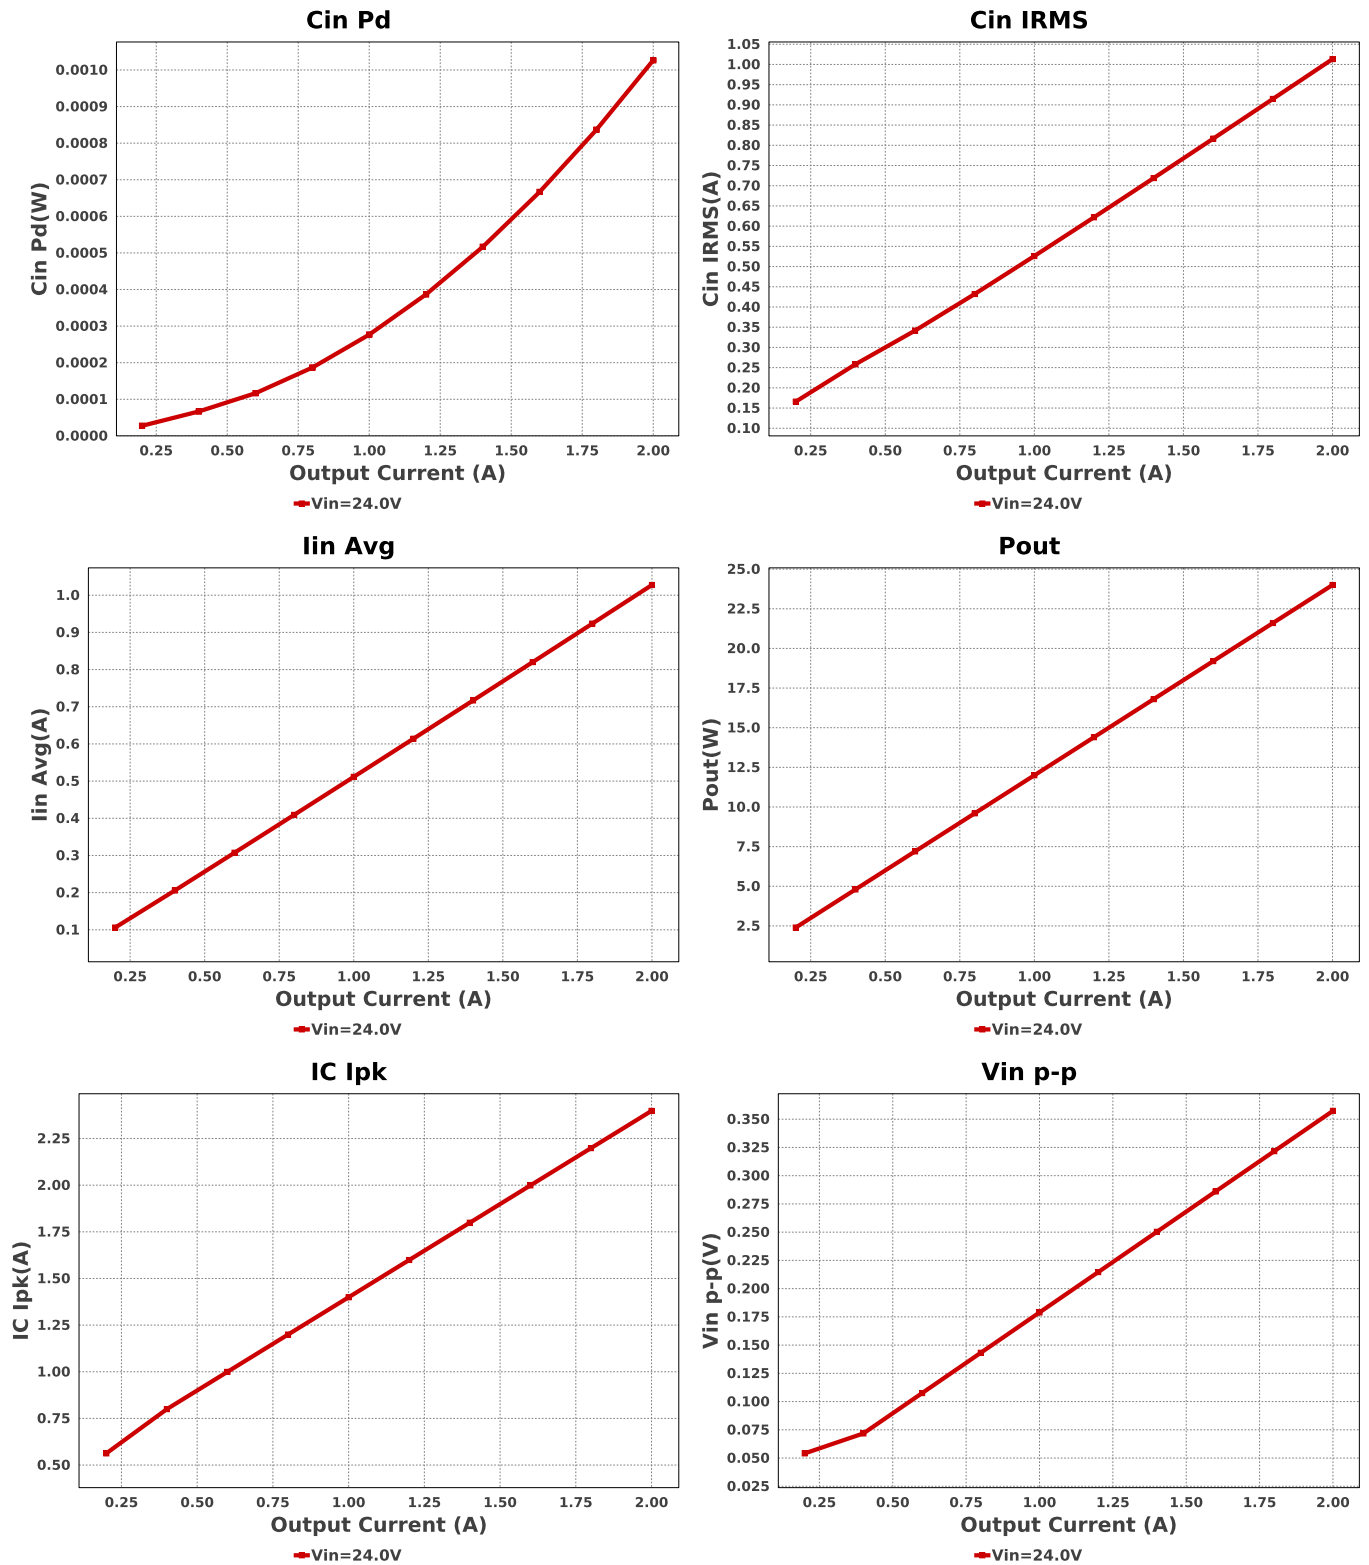 Cin Pd
Cin Pd(W)
0.0010
0.0009
0.0008
0.0007
0.0006
0.0005
0.0004
0.0003
0.0002
0.0001
0.0000
0.25 0.50 0.75 1.00 1.25 1.50 1.75 2.00
Output Current (A)
Vin=24.0V
Cin IRMS
Cin IRMS(A)
1.05
1.00
0.95
0.90
0.85
0.80
0.75
0.70
0.65
0.60
0.55
0.50
0.45
0.40
0.35
0.30
0.25
0.20
0.15
0.10
0.25 0.50 0.75 1.00 1.25 1.50 1.75 2.00
Output Current (A)
Vin=24.0V
Iin Avg
Iin Avg(A)
1.0
0.9
0.8
0.7
0.6
0.5
0.4
0.3
0.2
0.1
0.25 0.50 0.75 1.00 1.25 1.50 1.75 2.00
Output Current (A)
Vin=24.0V
Pout
Pout(W)
25.0
22.5
20.0
17.5
15.0
12.5
10.0
7.5
5.0
2.5
0.25 0.50 0.75 1.00 1.25 1.50 1.75 2.00
Output Current (A)
Vin=24.0V
IC Ipk
IC Ipk(A)
2.25
2.00
1.75
1.50
1.25
1.00
0.75
0.50
0.25 0.50 0.75 1.00 1.25 1.50 1.75 2.00
Output Current (A)
Vin=24.0V
Vin p-p
Vin p-p(V)
0.350
0.325
0.300
0.275
0.250
0.225
0.200
0.175
0.150
0.125
0.100
0.075
0.050
0.025
0.25 0.50 0.75 1.00 1.25 1.50 1.75 2.00
Output Current (A)
Vin=24.0V